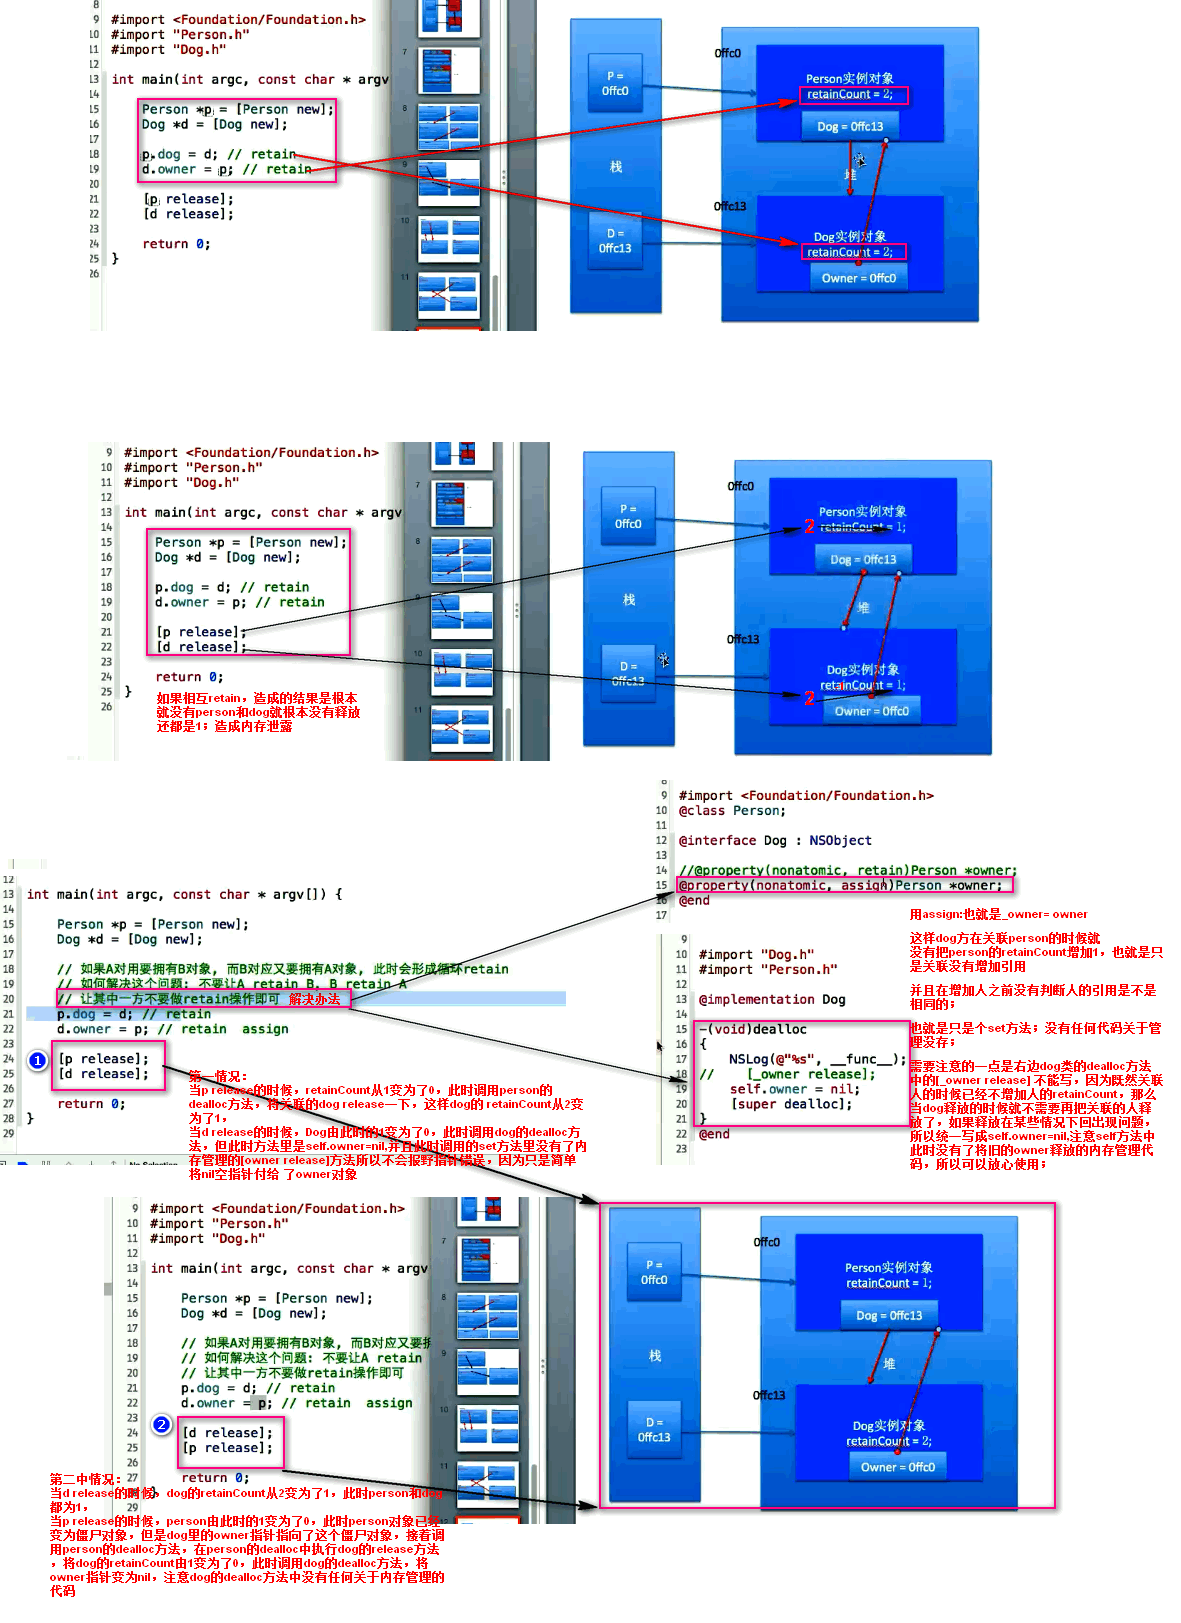 8
9 #import <Foundation/Foundation.h>
10 #import "Person.h"
11 #import "Dog.h"
12
13 int main(int argc, const char * argv
14
15 Person *p = [Person new];
16 Dog *d = [Dog new];
17
18 p.dog = d; // retain
19 d.owner = p; // retain
20
21 [p release];
22 [d release];
23
24 return 0;
25 }
26
7
8
9
10
11
P =
0ffc0
栈
D =
0ffc13
0ffc0
Person实例对象
retainCount = 2;
Dog = 0ffc13
堆
0ffc13
Dog实例对象
retainCount = 2;
Owner = 0ffc0
9 #import <Foundation/Foundation.h>
10 #import "Person.h"
11 #import "Dog.h"
12
13 int main(int argc, const char * argv
14
15 Person *p = [Person new];
16 Dog *d = [Dog new];
17
18 p.dog = d; // retain
19 d.owner = p; // retain
20
21 [p release];
22 [d release];
23
24 return 0;
25 }
26
如果相互retain，造成的结果是根本
就没有person和dog就根本没有释放
还都是1；造成内存泄露
7
8
9
10
11
P =
0ffc0
栈
D =
0ffc13
0ffc0
Person实例对象
2 retainCount = 1;
Dog = 0ffc13
堆
0ffc13
Dog实例对象
retainCount = 1;
2
Owner = 0ffc0
8
9 #import <Foundation/Foundation.h>
10 @class Person;
11
12 @interface Dog : NSObject
13
14 //@property(nonatomic, retain)Person *owner;
15 @property(nonatomic, assign)Person *owner;
16 @end
17
用assign:也就是_owner= owner
这样dog方在关联person的时候就
没有把person的retainCount增加1，也就是只
是关联没有增加引用
并且在增加人之前没有判断人的引用是不是
相同的；
也就是只是个set方法；没有任何代码关于管
理没存；
需要注意的一点是右边dog类的dealloc方法
中的[_owner release] 不能写，因为既然关联
人的时候已经不增加人的retainCount，那么
当dog释放的时候就不需要再把关联的人释
放了，如果释放在某些情况下回出现问题，
所以统一写成self.owner=nil,注意self方法中
此时没有了将旧的owner释放的内存管理代
码，所以可以放心使用；
12
13 int main(int argc, const char * argv[]) {
14
15 Person *p = [Person new];
16 Dog *d = [Dog new];
17
18 // 如果A对用要拥有B对象, 而B对应又要拥有A对象, 此时会形成循环retain
19 // 如何解决这个问题: 不要让A retain B, B retain A
20 // 让其中一方不要做retain操作即可 解决办法
21 p.dog = d; // retain
22 d.owner = p; // retain assign
23
24 [p release];
25 [d release];
26
27 return 0;
28 }
29
1
No Selection
第一情况：
当p release的时候，retainCount从1变为了0，此时调用person的
dealloc方法，将关联的dog release一下，这样dog的 retainCount从2变
为了1，
当d release的时候，Dog由此时的1变为了0，此时调用dog的dealloc方
法，但此时方法里是self.owner=nil,并且此时调用的set方法里没有了内
存管理的[owner release]方法所以不会报野指针错误，因为只是简单
将nil空指针付给 了owner对象
9
10 #import "Dog.h"
11 #import "Person.h"
12
13 @implementation Dog
14
15 -(void)dealloc
16 {
17 NSLog(@"%s", __func__);
18 // [_owner release];
19 self.owner = nil;
20 [super dealloc];
21 }
22 @end
23
9 #import <Foundation/Foundation.h>
10 #import "Person.h"
11 #import "Dog.h"
12
13 int main(int argc, const char * argv
14
15 Person *p = [Person new];
16 Dog *d = [Dog new];
17
18 // 如果A对用要拥有B对象, 而B对应又要拥
19 // 如何解决这个问题: 不要让A retain
20 // 让其中一方不要做retain操作即可
21 p.dog = d; // retain
22 d.owner = p; // retain assign
23
24 [d release];
25 [p release];
26
27 return 0;
28 }
29
2
第二中情况：
当d release的时候，dog的retainCount从2变为了1，此时person和dog
都为1，
当p release的时候，person由此时的1变为了0，此时person对象已经
变为僵尸对象，但是dog里的owner指针指向了这个僵尸对象，接着调
用person的dealloc方法，在person的dealloc中执行dog的release方法
，将dog的retainCount由1变为了0，此时调用dog的dealloc方法，将
owner指针变为nil，注意dog的dealloc方法中没有任何关于内存管理的
代码
7
8
9
10
11
12
P =
0ffc0
栈
D =
0ffc13
0ffc0
Person实例对象
retainCount = 1;
Dog = 0ffc13
堆
0ffc13
Dog实例对象
retainCount = 2;
Owner = 0ffc0